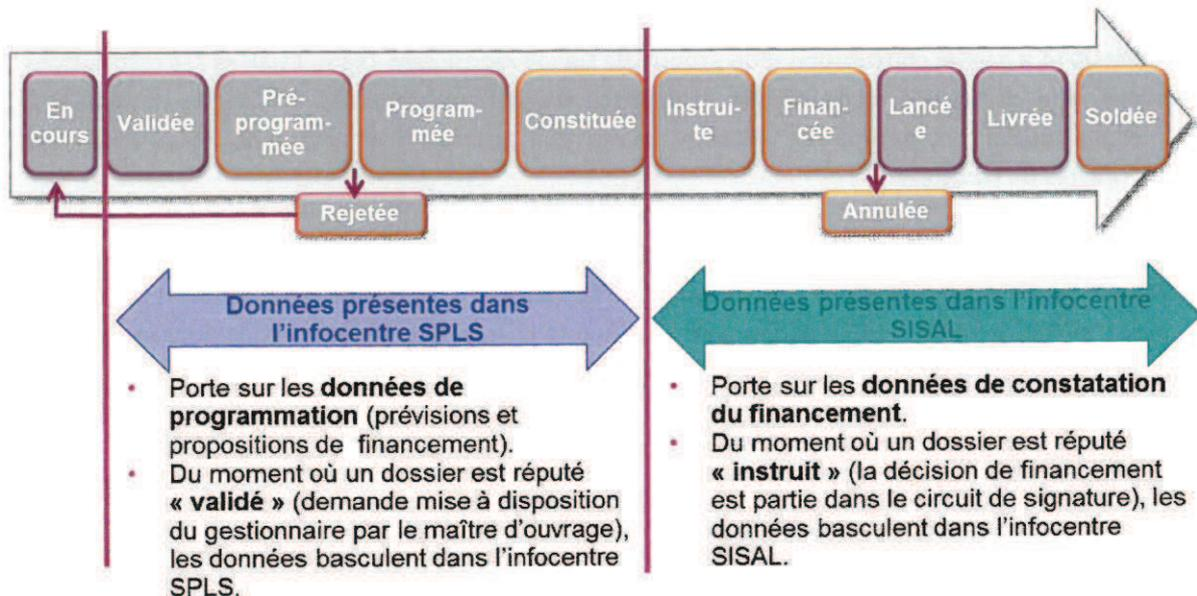 En
cours
Validée
Pré-
programm-
mée
Programm-
mée
Constituée
Instrui-
te
Finan-
cée
Lancé
e
Livrée
Soldée
Rejetée
Annulée
Données présentes dans
l'infocentre SPLS
Données présentes dans l'infocentre
SISAL
• Porte sur les données de
programmation (prévisions et
propositions de financement).
• Du moment où un dossier est réputé
« validé » (demande mise à disposition
du gestionnaire par le maître d'ouvrage),
les données basculent dans l'infocentre
SPLS.
• Porte sur les données de constatation
du financement.
• Du moment où un dossier est réputé
« instruit » (la décision de financement
est partie dans le circuit de signature), les
données basculent dans l'infocentre
SISAL.